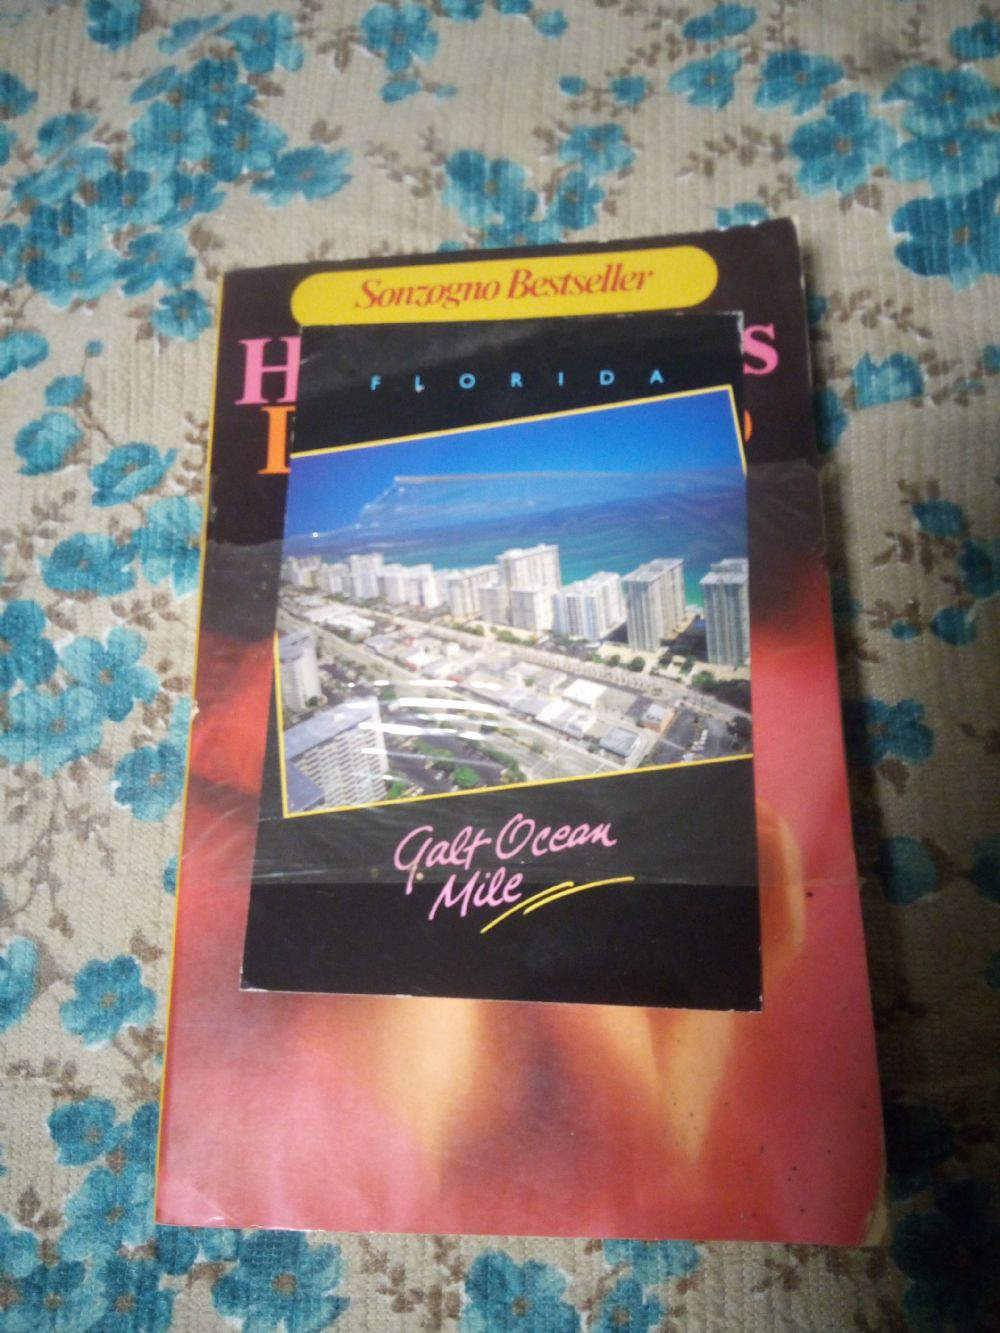 Sonzogno Bestseller
FLORIDA
Galt Ocean
Mile